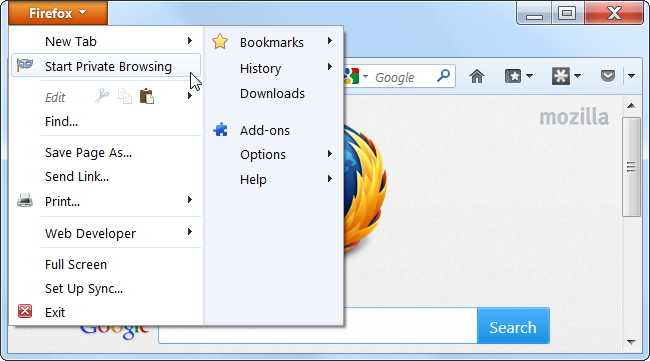 Firefox
New Tab
Start Private Browsing
Edit
Find...
Save Page As...
Send Link...
Print...
Web Developer
Full Screen
Set Up Sync...
Exit
Bookmarks
History
Downloads
Add-ons
Options
Help
Google
mozilla
Google
Search